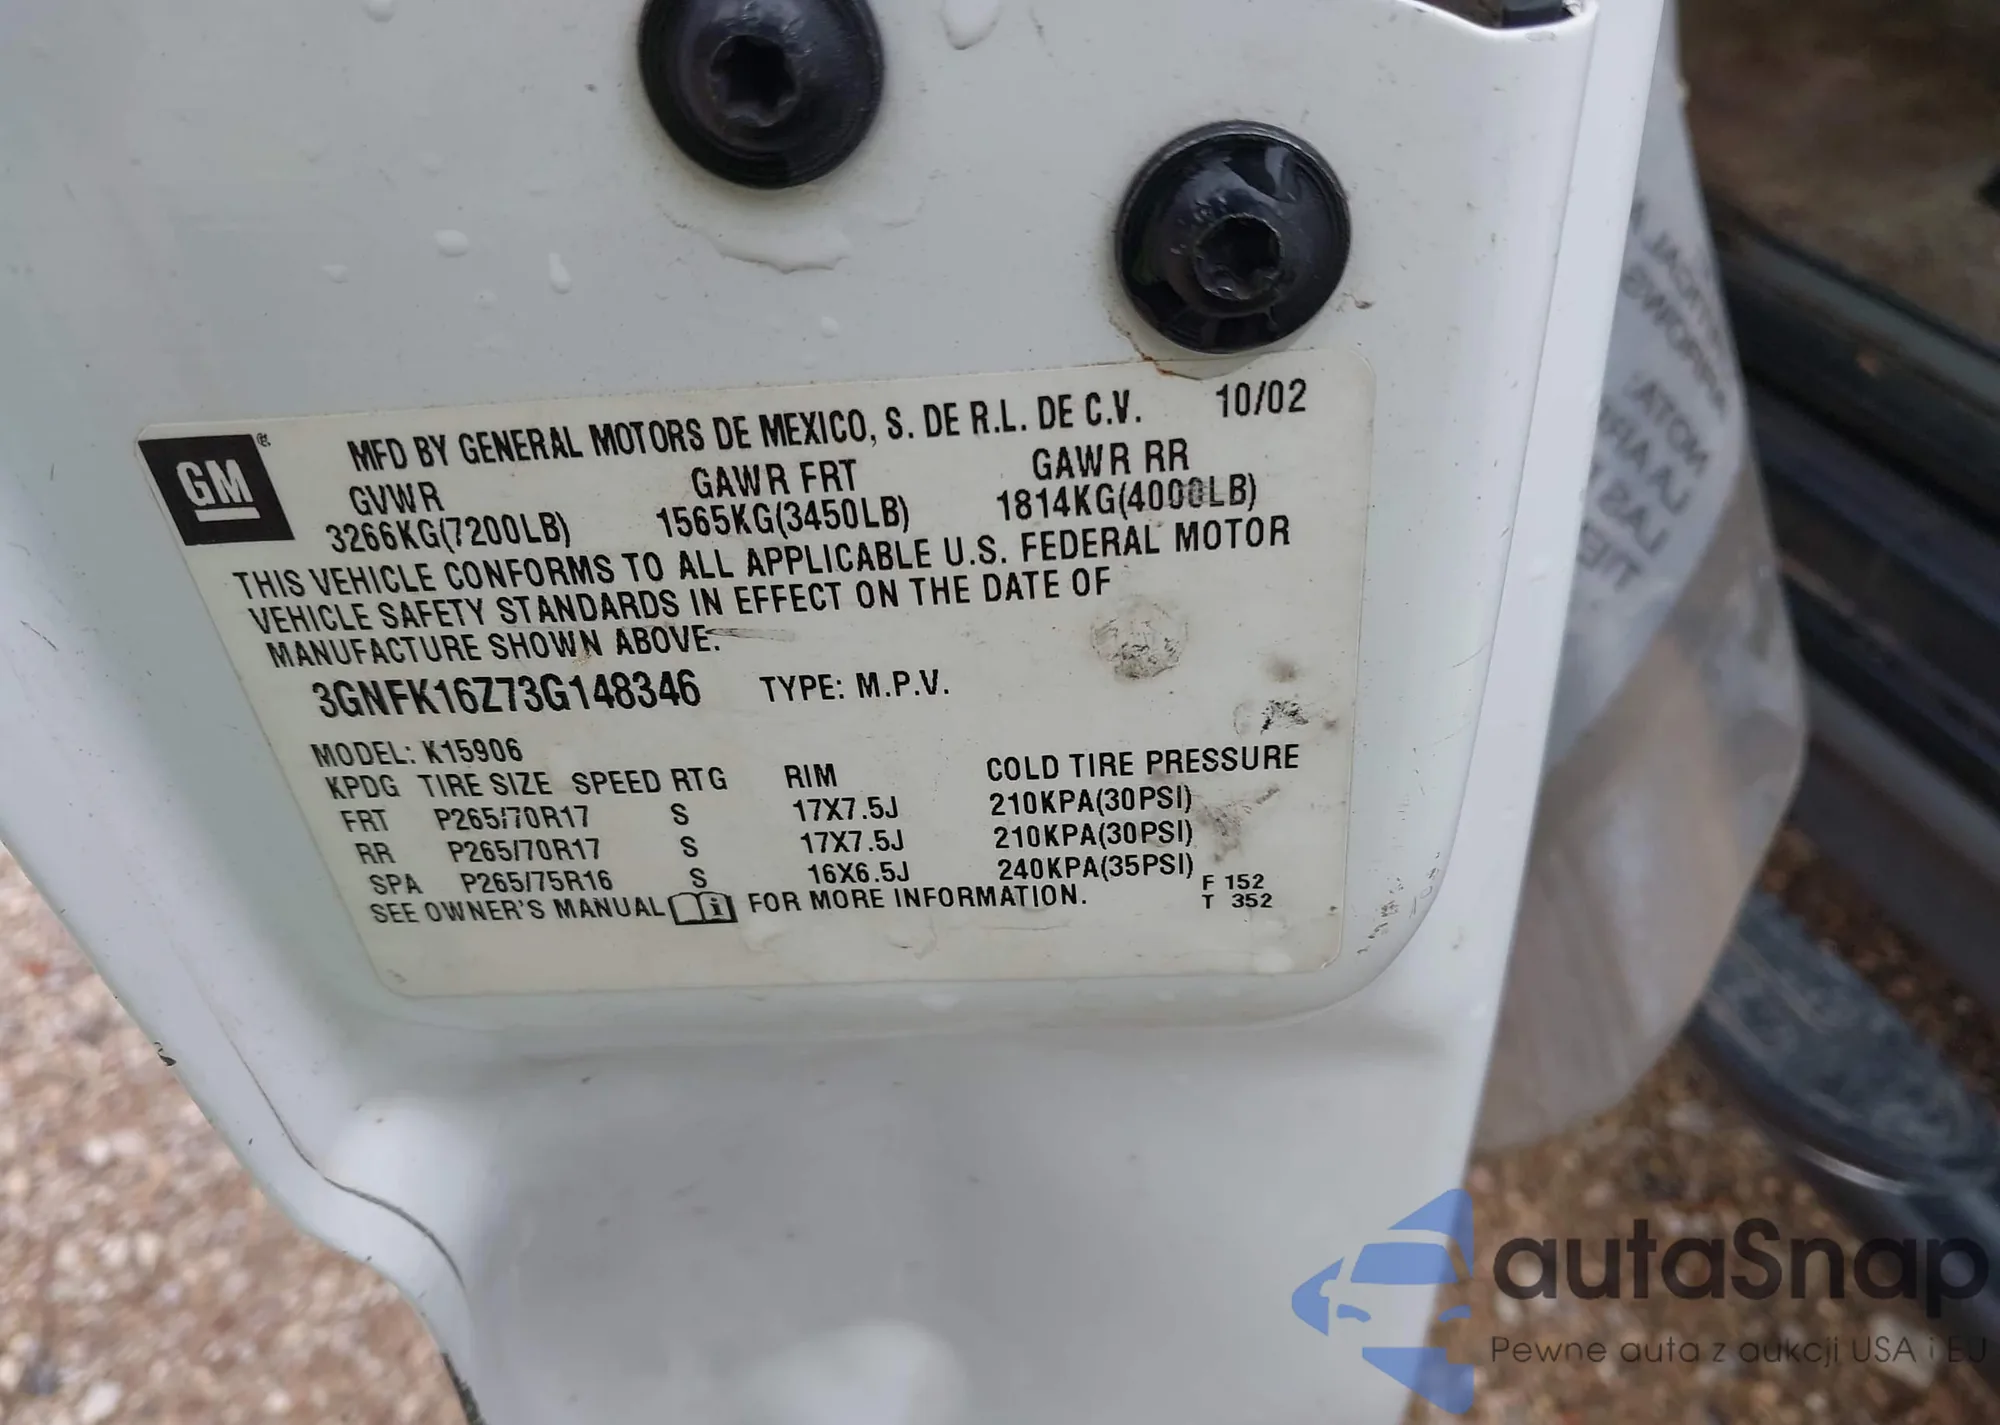 GM ®
MFD BY GENERAL MOTORS DE MEXICO, S. DE R.L. DE C.V. 10/02
GVWR GAWR FRT GAWR RR
3266KG(7200LB) 1565KG(3450LB) 1814KG(4000LB)
THIS VEHICLE CONFORMS TO ALL APPLICABLE U.S. FEDERAL MOTOR
VEHICLE SAFETY STANDARDS IN EFFECT ON THE DATE OF
MANUFACTURE SHOWN ABOVE.
3GNFK16Z73G148346 TYPE: M.P.V.
MODEL: K15906
KPDG TIRE SIZE SPEED RTG RIM COLD TIRE PRESSURE
FRT P265/70R17 S 17X7.5J 210KPA(30PSI)
RR P265/70R17 S 17X7.5J 210KPA(30PSI)
SPA P265/75R16 S 16X6.5J 240KPA(35PSI)
SEE OWNER'S MANUAL i FOR MORE INFORMATION.
F 152
T 352
NOTA:
autaSnap
Pewne auta z aukcji USA i EU